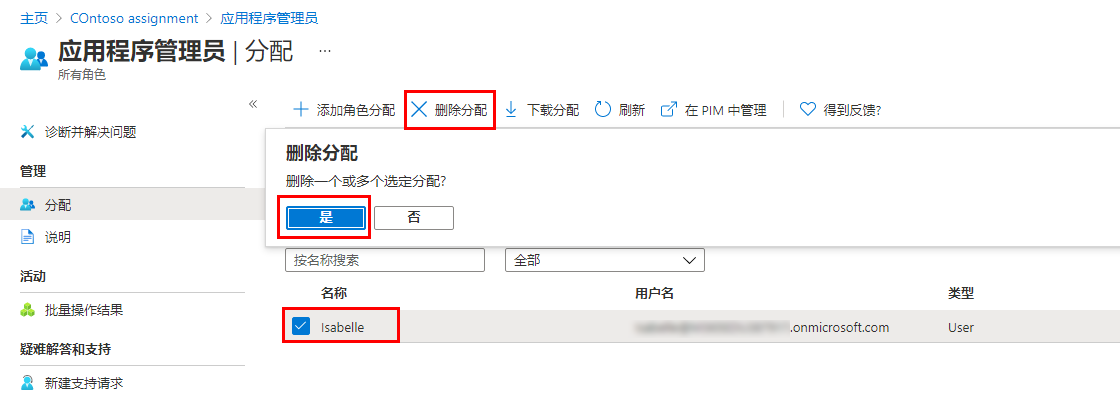 主页 > COntoso assignment > 应用程序管理员
应用程序管理员 | 分配 ...
所有角色
«
添加角色分配 删除分配 下载分配 刷新 在 PIM 中管理 得到反馈?
诊断并解决问题
管理
分配
说明
活动
批量操作结果
疑难解答和支持
新建支持请求
删除分配
删除一个或多个选定分配?
是 否
按名称搜索 全部
名称 用户名 类型
Isabelle .onmicrosoft.com User